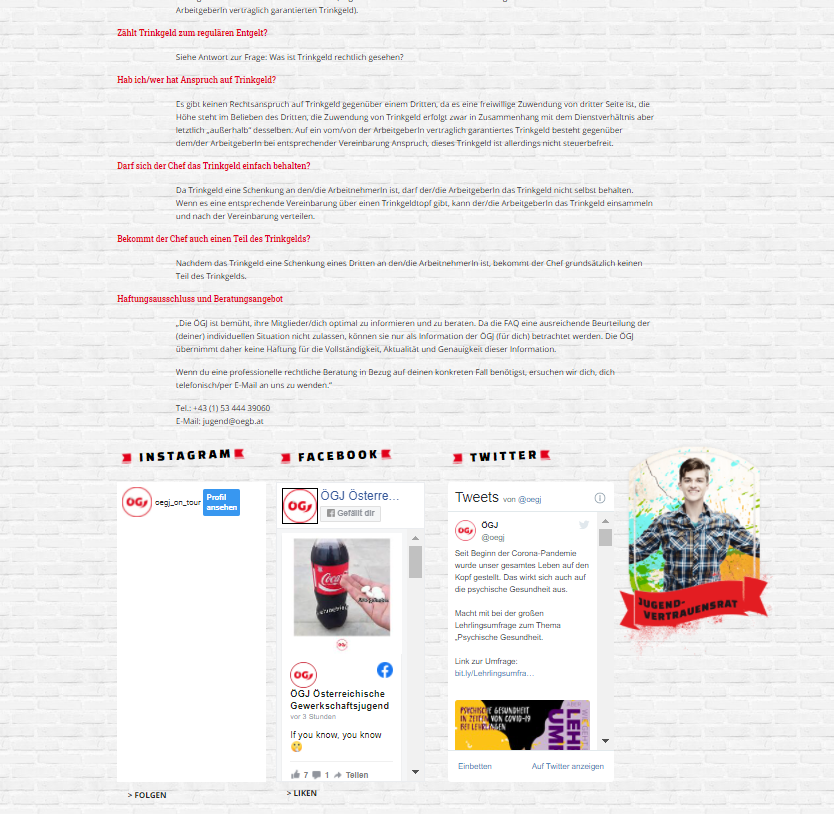 ArbeitgeberIn vertraglich garantierten Trinkgeld).
Zählt Trinkgeld zum regulären Entgelt?
Siehe Antwort zur Frage: Was ist Trinkgeld rechtlich gesehen?
Hab ich/wer hat Anspruch auf Trinkgeld?
Es gibt keinen Rechtsanspruch auf Trinkgeld gegenüber einem Dritten, da es eine freiwillige Zuwendung von dritter Seite ist, die
Höhe steht im Belieben des Dritten, die Zuwendung von Trinkgeld erfolgt zwar in Zusammenhang mit dem Dienstverhältnis aber
letztlich „außerhalb“ desselben. Auf ein vom/von der ArbeitgeberIn vertraglich garantiertes Trinkgeld besteht gegenüber
dem/der ArbeitgeberIn bei entsprechender Vereinbarung Anspruch, dieses Trinkgeld ist allerdings nicht steuerbefreit.
Darf sich der Chef das Trinkgeld einfach behalten?
Da Trinkgeld eine Schenkung an den/die ArbeitnehmerIn ist, darf der/die ArbeitgeberIn das Trinkgeld nicht selbst behalten.
Wenn es eine entsprechende Vereinbarung über einen Trinkgeldtopf gibt, kann der/die ArbeitgeberIn das Trinkgeld einsammeln
und nach der Vereinbarung verteilen.
Bekommt der Chef auch einen Teil des Trinkgelds?
Nachdem das Trinkgeld eine Schenkung eines Dritten an den/die ArbeitnehmerIn ist, bekommt der Chef grundsätzlich keinen
Teil des Trinkgelds.
Haftungsausschluss und Beratungsangebot
„Die ÖGJ ist bemüht, ihre Mitglieder/dich optimal zu informieren und zu beraten. Da die FAQ eine ausreichende Beurteilung der
(deiner) individuellen Situation nicht zulassen, können sie nur als Information der ÖGJ (für dich) betrachtet werden. Die ÖGJ
übernimmt daher keine Haftung für die Vollständigkeit, Aktualität und Genauigkeit dieser Information.
Wenn du eine professionelle rechtliche Beratung in Bezug auf deinen konkreten Fall benötigst, ersuchen wir dich, dich
telefonisch/per E-Mail an uns zu wenden.“
Tel.: +43 (1) 53 444 39060
E-Mail: jugend@oegb.at
INSTAGRAM
ÖGJ
oegj_on_tour
Profil
ansehen
> FOLGEN
FACEBOOK
ÖGJ
ÖGJ Österre...
Gefällt dir
Coca
ÖGJ
ÖGJ Österreichische
Gewerkschaftsjugend
vor 3 Stunden
If you know, you know
7 1 Teilen
> LIKEN
TWITTER
Tweets von @oegj
ÖGJ
ÖGJ
@oegj
Seit Beginn der Corona-Pandemie
wurde unser gesamtes Leben auf den
Kopf gestellt. Das wirkt sich auch auf
die psychische Gesundheit aus.
Macht mit bei der großen
Lehrlingsumfrage zum Thema
„Psychische Gesundheit.
Link zur Umfrage:
bit.ly/Lehrlingsumfra…
PSYCHISCHE GESUNDHEIT
IN ZEITEN VON COVID-19
BEI LEHRLINGEN
Einbetten
Auf Twitter anzeigen
JUGEND-
VERTRAUENSRAT